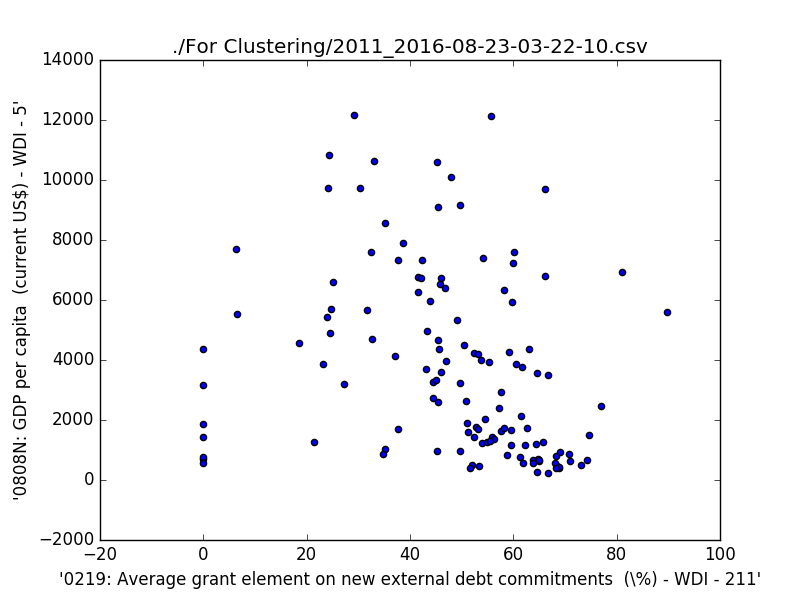 ./For Clustering/2011_2016-08-23-03-22-10.csv
14000
12000
10000
8000
6000
4000
2000
0
−2000
'0808N: GDP per capita (current US$) - WDI - 5'
−20 0 20 40 60 80 100
'0219: Average grant element on new external debt commitments (\%) - WDI - 211'